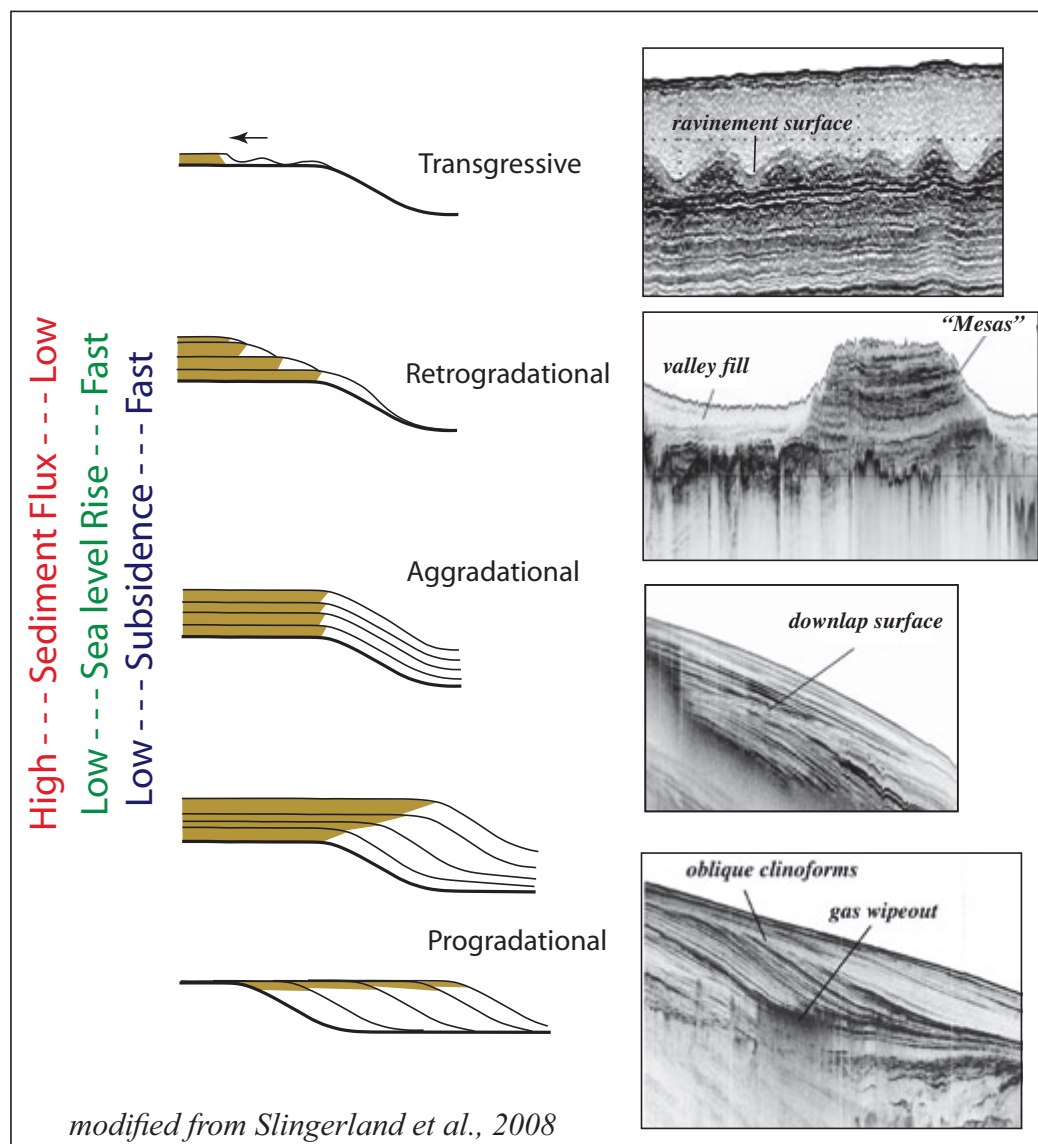 Transgressive
Retrogradational
Aggradational
Progradational
High - - - Sediment Flux - - - Low
Low - - - Sea level Rise - - - Fast
Low - - - Subsidence - - - Fast
ravinement surface
“Mesas”
valley fill
downlap surface
oblique clinoforms
gas wipeout
modified from Slingerland et al., 2008